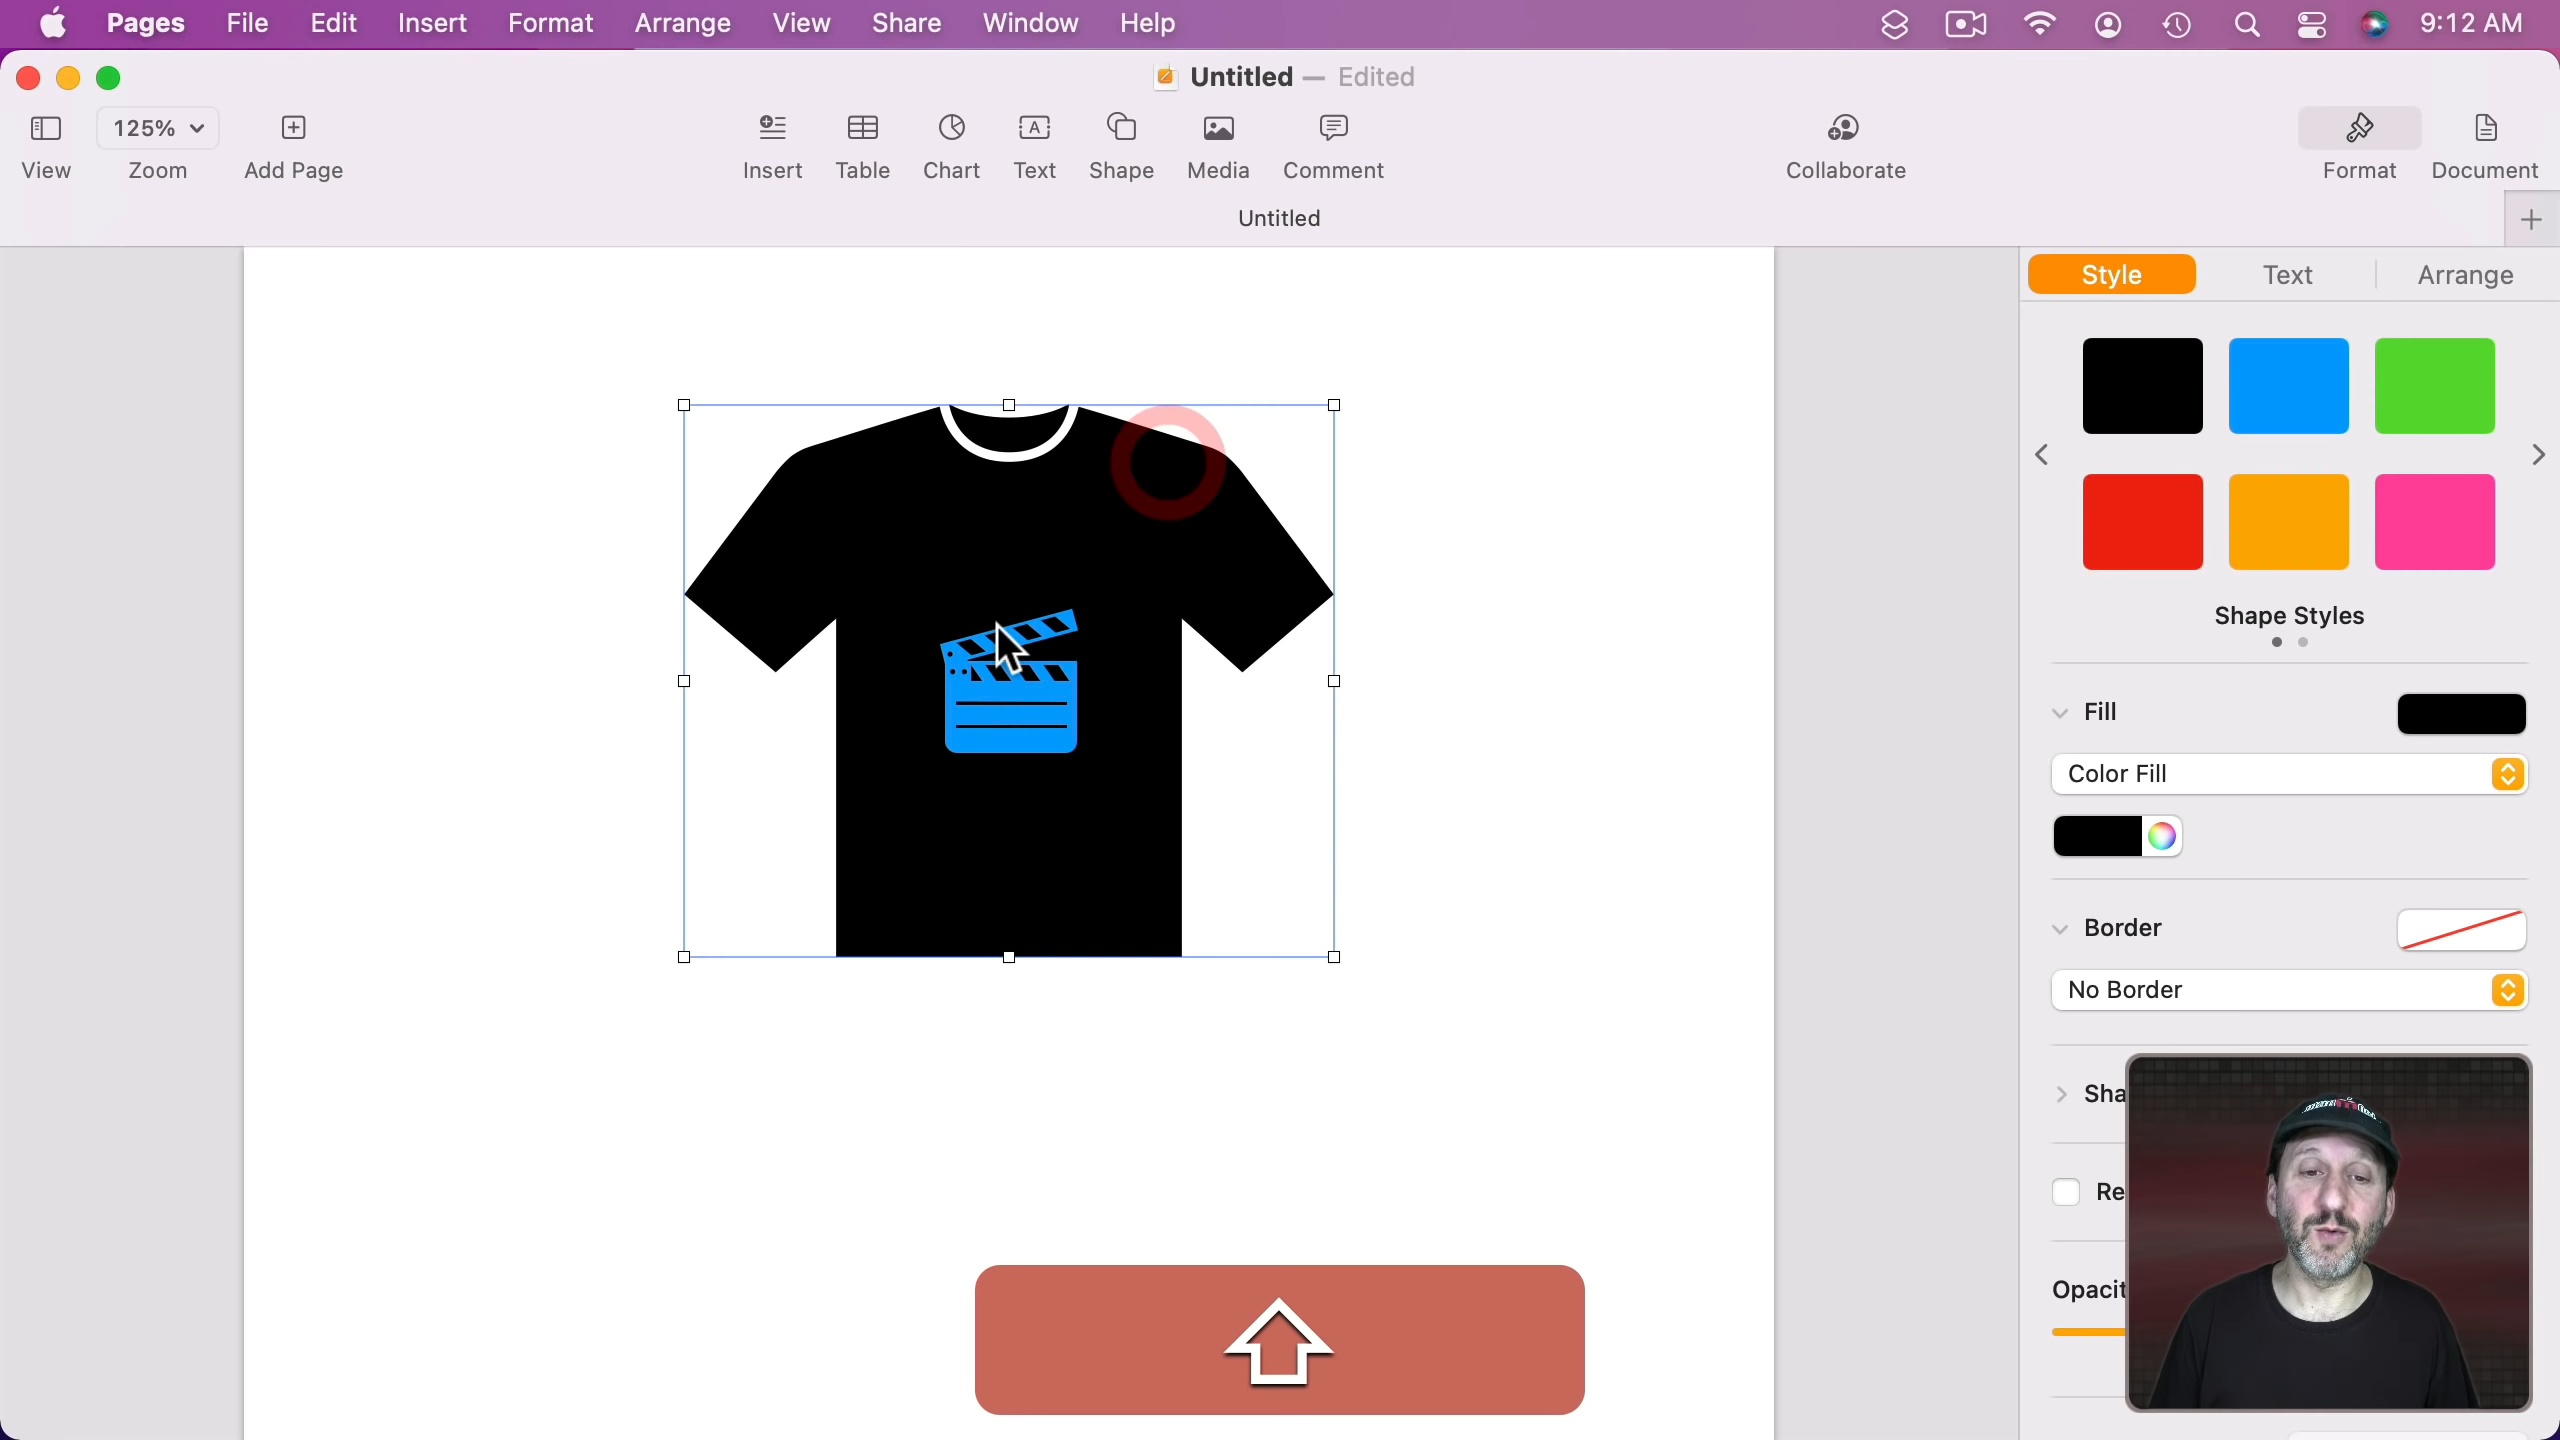 Pages File Edit Insert Format Arrange View Share Window Help 9:12 AM
Untitled — Edited
125%
View Zoom Add Page Insert Table Chart Text Shape Media Comment Collaborate Format Document
Untitled
Style Text Arrange
Shape Styles
Fill
Color Fill
Border
No Border
Sha
Re
Opacit